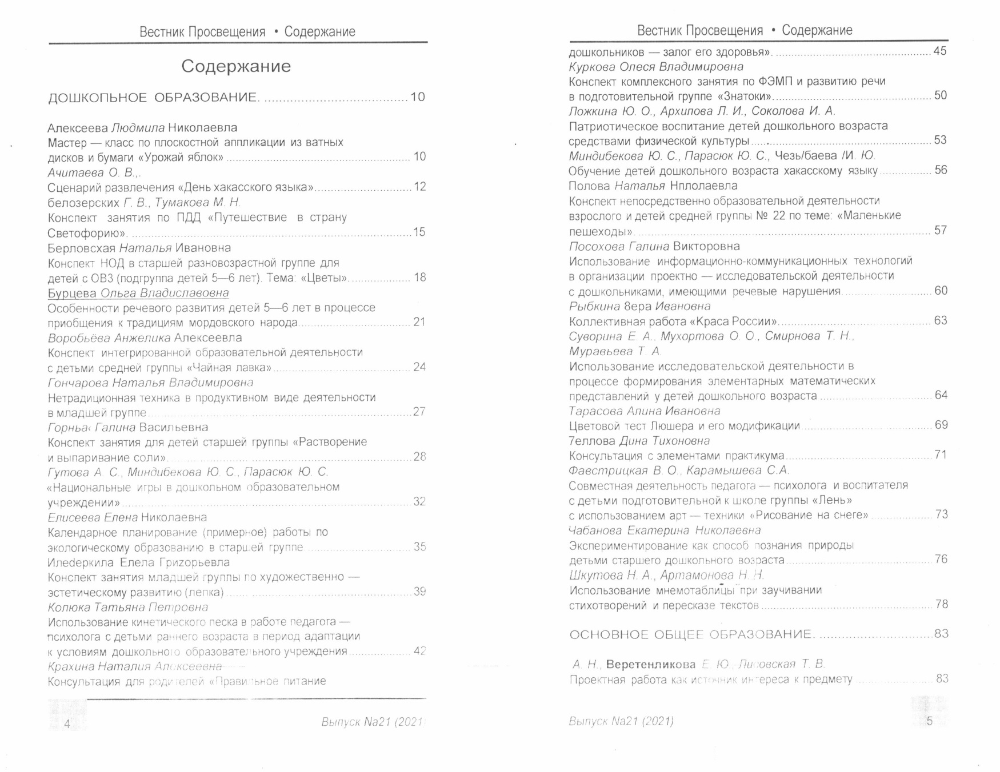 Вестник Просвещения • Содержание
Содержание
ДОШКОПЬНОЕ ОБРАЗОВАНИЕ. 10
Алексеева Людмила Николаевла
Мастер — класс по плоскостной аппликации из ватных
дисков и бумаги «Урожай яблок» 10
Ачитаева О. В.,.
Сценарий развлечения «День хакасского языка» 12
белозерских Г. В., Тумакова М. Н.
Конспект занятия по ПДД «Путешествие в страну
Светофорию». 15
Берловсхая Наталья Ивановна
Конспект НОД в старшей разновозрастной группе для
детей с ОВЗ (подгруппа детей 5—6 лет). Тема: «Цветы». 18
Бурцева Ольга Владиславовна
Особенности речевого развития детей 5—6 лет в процессе
приобщения к традициям мордовского народа 21
Воробьёва Анжелика Алексеевла
Конспект интегрированной образовательной деятельности
с детьми средней группы «Чайная лавка» 24
Гончарова Наталья Владимировна
Нетрадиционная техника в продуктивном виде деятельности
в младшей группе 27
Горньа‹ Галина Васильевна
Конспект занятия для детей старшей группы «Растворение
и выпаривание соли». 28
Гутова А. С., Миндибекова Ю. С., Парасюк Ю. С.
«Национальные игры в дошкольном образовательном
учреждении» 32
Елисеева Елена Николаевна
Календарное планирование (примерное) работы по
экологическому образованию в старшей группе 35
Илеdеркила Елела Григорьевла
Конспект занятия младшей группы по художественно —
эстетическому развитию (лепка) 39
Колюка Татьяна Петровна
Использование кинетического песка в работе педагога —
психолога с детьми раннего возраста в период адаптации
к условиям дошкольного образовательного учреждения 42
Крахина Наталия Алексеевна
Консультация для родителей «Правильное питание
4 Выпуск Na21 (2021)
Вестник Просвещения • Содержание
дошкольников — залог его здоровья». 45
Куркова Олеся Владимировна
Конспект комплексного занятия по ФЭМП и развитию речи
в подготовительной группе «Знатоки». 50
Ложкина Ю. О., Архипова Л. И., Соколова И. А.
Патриотическое воспитание детей дошкольного возраста
средствами физической культуры 53
Миндибекова Ю. С., Парасюк Ю. С., Чезь/баева /И. Ю.
Обучение детей дошкольного возраста хакасскому языку 56
Полова Наталья Нплолаевла
Конспект непосредственно образовательной деятельности
взрослого и детей средней группы № 22 по теме: «Маленькие
пешеходы». 57
Посохова Галина Викторовна
Использование информационно-коммуникационных технологий
в организации проектно — исследовательской деятельности
с дошкольниками, имеющими речевые нарушения 60
Рыбкина 8ера Ивановна
Коллективная работа «Краса России» 63
Суворина Е. А., Мухортова О. О., Смирнова Т. Н.,
Муравьева Т. А.
Использование исследовательской деятельности в
процессе формирования элементарных математических
представлений у детей дошкольного возраста 64
Тарасова Алина Ивановна
Цветовой тест Люшера и его модификации 69
7еллова Дина Тихоновна
Консультация с элементами практикума 71
Фавстрицкая В. О., Карамышева С.А.
Совместная деятельность педагога — психолога и воспитателя
с детьми подготовительной к школе группы «Лень»
с использованием арт — техники «Рисование на снеге» 73
Чабанова Екатерина Николаевна
Экспериментирование как способ познания природы
детьми старшего дошкольного возраста 76
Шкутова Н. А., Артамонова Н. Н.
Использование мнемотаблицы при заучивании
стихотворений и пересказе текстов 78
ОСНОВНОЕ ОБЩЕЕ ОБРАЗОВАНИЕ. 83
А. Н., Веретенликова Е. Ю., Т. В.
Проектная работа как источник интереса к предмету 83
Выпуск Na21 (2021) 5